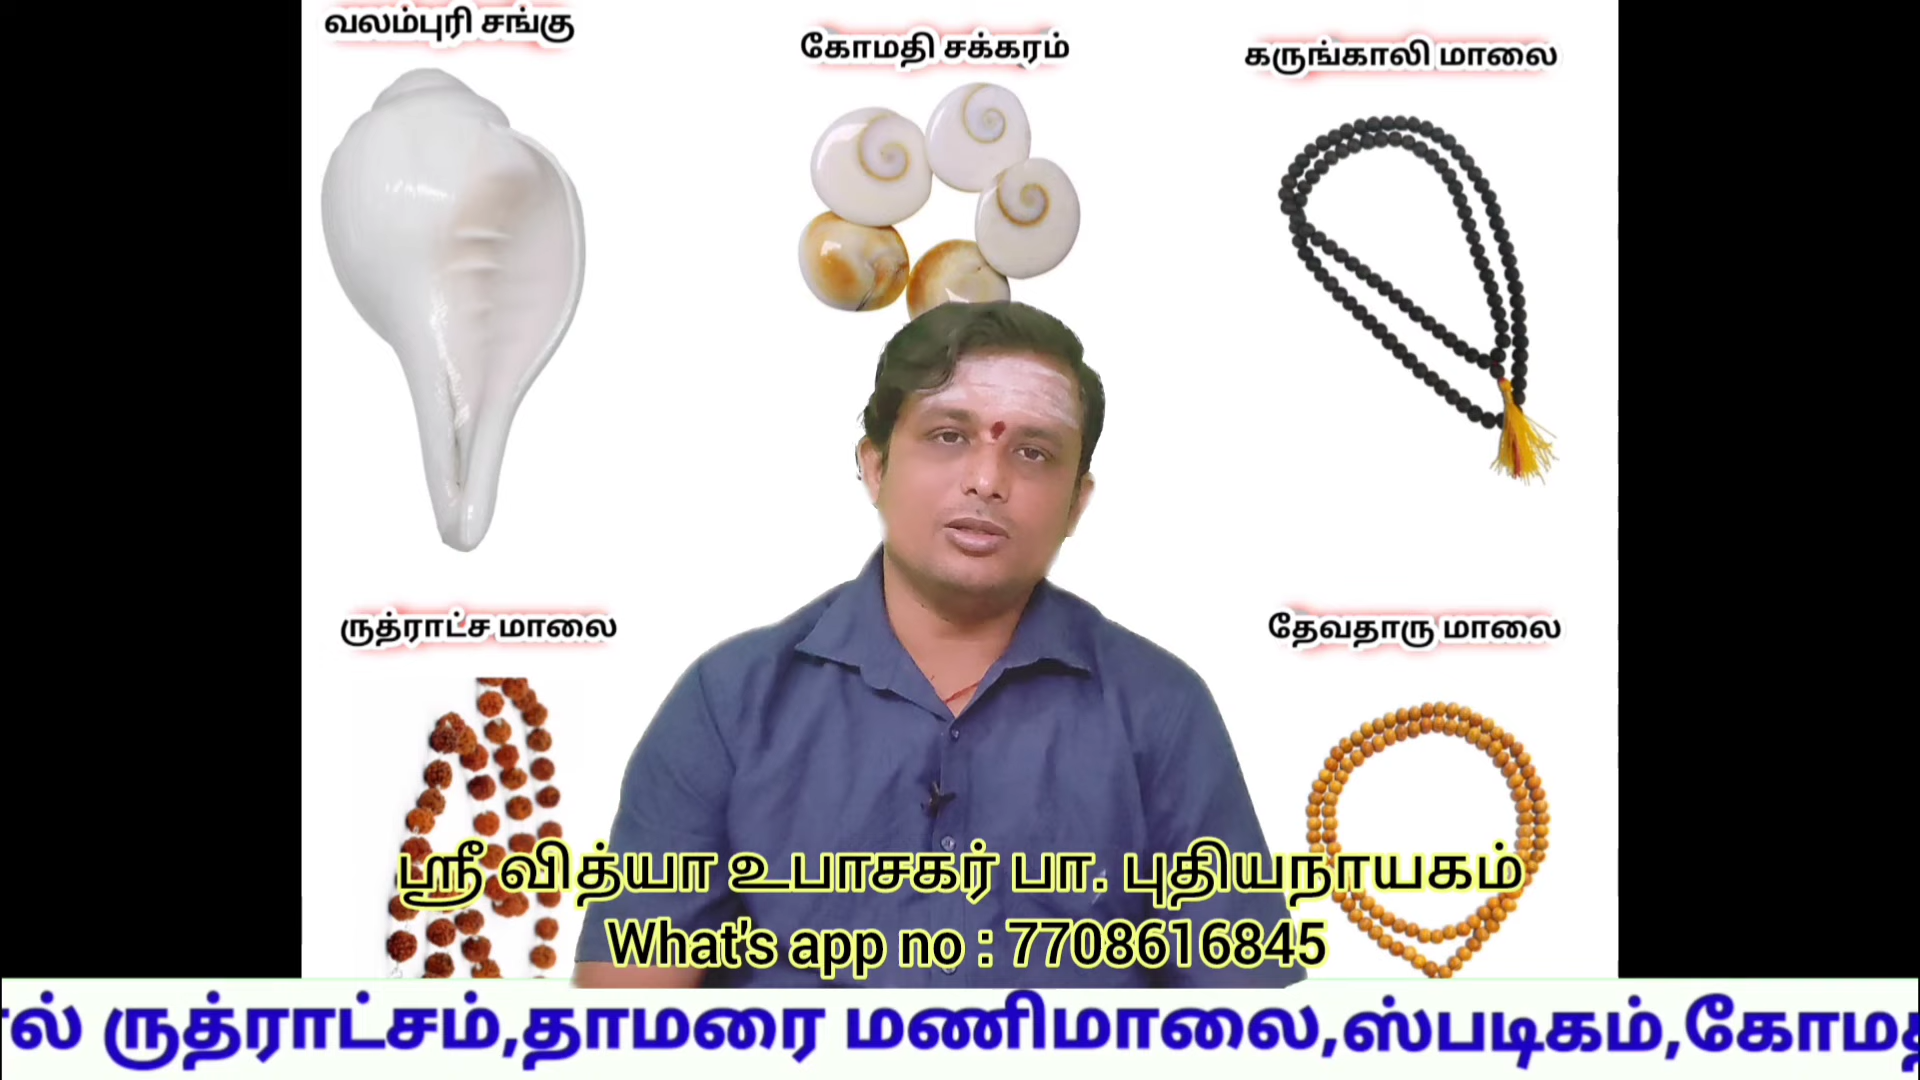 வலம்புரி சங்கு
கோமதி சக்கரம்
கருங்காலி மாலை
ருத்ராட்ச மாலை
தேவதாரு மாலை
ஸ்ரீ வித்யா உபாசகர் பா. புதியநாயகம்
What's app no : 7708616845
ருத்ராட்சம்,தாமரை மணிமாலை,ஸ்படிகம்,